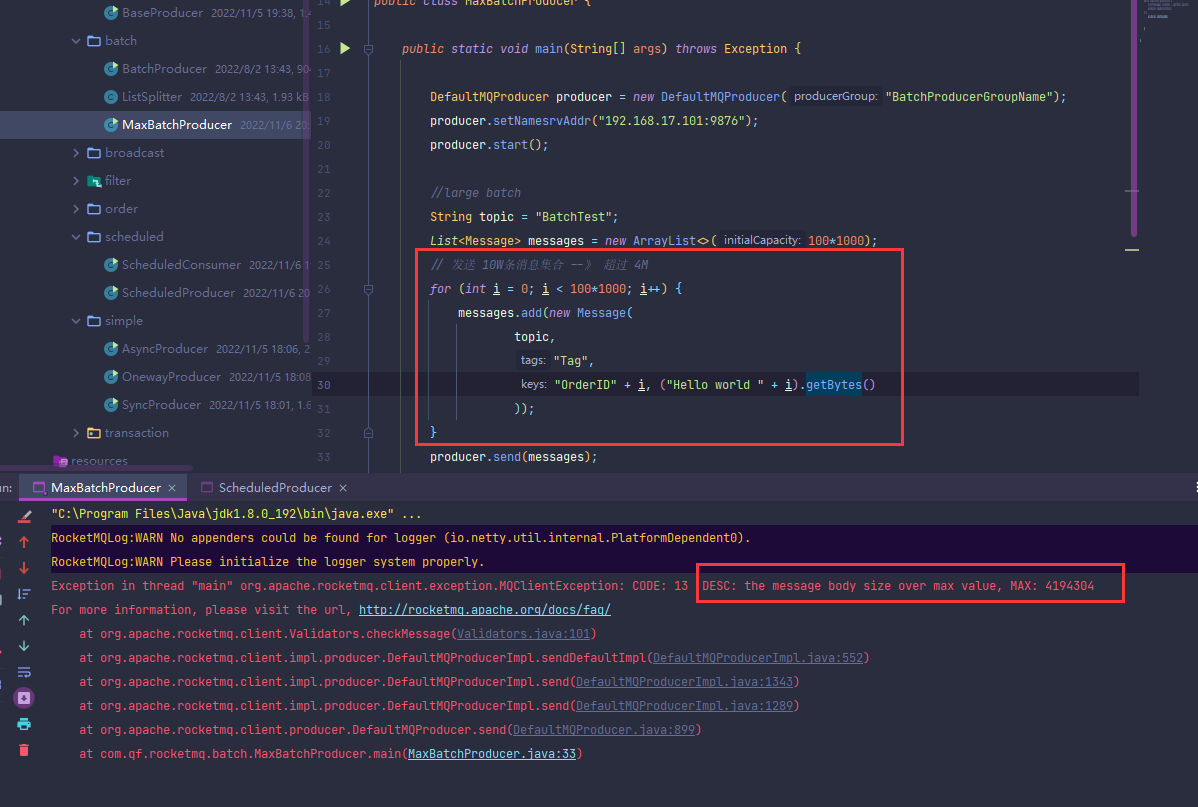 BaseProducer 2022/11/5 19:38, 1.
batch
BatchProducer 2022/8/2 13:43, 90
ListSplitter 2022/8/2 13:43, 1.93 kB
MaxBatchProducer 2022/11/6 20:
broadcast
filter
order
scheduled
ScheduledConsumer 2022/11/6 1
ScheduledProducer 2022/11/6 20
simple
AsyncProducer 2022/11/5 18:06, 2
OnewayProducer 2022/11/5 18:08
SyncProducer 2022/11/5 18:01, 1.6
transaction
resources
14 public class MaxBatchProducer {
15
16 public static void main(String[] args) throws Exception {
17
18 DefaultMQProducer producer = new DefaultMQProducer( producerGroup: "BatchProducerGroupName");
19 producer.setNamesrvAddr("192.168.17.101:9876");
20 producer.start();
21
22 //large batch
23 String topic = "BatchTest";
24 List<Message> messages = new ArrayList<>( initialCapacity: 100*1000);
25 // 发送 10W条消息集合 --》 超过 4M
26 for (int i = 0; i < 100*1000; i++) {
27 messages.add(new Message(
28 topic,
29 tags: "Tag",
30 keys: "OrderID" + i, ("Hello world " + i).getBytes()
31 ));
32 }
33 producer.send(messages);
un: MaxBatchProducer × ScheduledProducer ×
"C:\Program Files\Java\jdk1.8.0_192\bin\java.exe" ...
RocketMQLog:WARN No appenders could be found for logger (io.netty.util.internal.PlatformDependent0).
RocketMQLog:WARN Please initialize the logger system properly.
Exception in thread "main" org.apache.rocketmq.client.exception.MQClientException: CODE: 13 DESC: the message body size over max value, MAX: 4194304
For more information, please visit the url, http://rocketmq.apache.org/docs/faq/
at org.apache.rocketmq.client.Validators.checkMessage(Validators.java:101)
at org.apache.rocketmq.client.impl.producer.DefaultMQProducerImpl.sendDefaultImpl(DefaultMQProducerImpl.java:552)
at org.apache.rocketmq.client.impl.producer.DefaultMQProducerImpl.send(DefaultMQProducerImpl.java:1343)
at org.apache.rocketmq.client.impl.producer.DefaultMQProducerImpl.send(DefaultMQProducerImpl.java:1289)
at org.apache.rocketmq.client.producer.DefaultMQProducer.send(DefaultMQProducer.java:899)
at com.qf.rocketmq.batch.MaxBatchProducer.main(MaxBatchProducer.java:33)